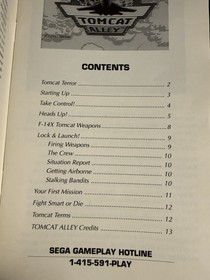 TOMCAT
ALLEY
CONTENTS
Tomcat Terror 2
Starting Up 3
Take Control! 4
Heads Up! 5
F-14X Tomcat Weapons 8
Lock & Launch! 9
Firing Weapons 9
The Crew 10
Situation Report 10
Getting Airborne 10
Stalking Bandits 10
Your First Mission 11
Fight Smart or Die 12
Tomcat Terms 12
TOMCAT ALLEY Credits 13
SEGA GAMEPLAY HOTLINE
1-415-591-PLAY